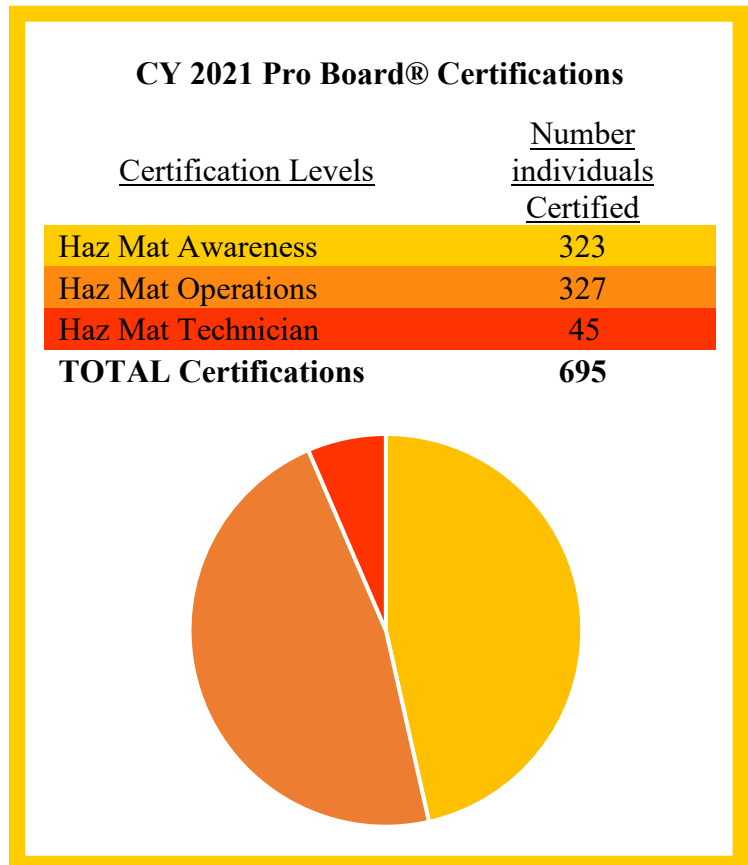 CY 2021 Pro Board® Certifications
Certification Levels Number individuals Certified
Haz Mat Awareness 323
Haz Mat Operations 327
Haz Mat Technician 45
TOTAL Certifications 695